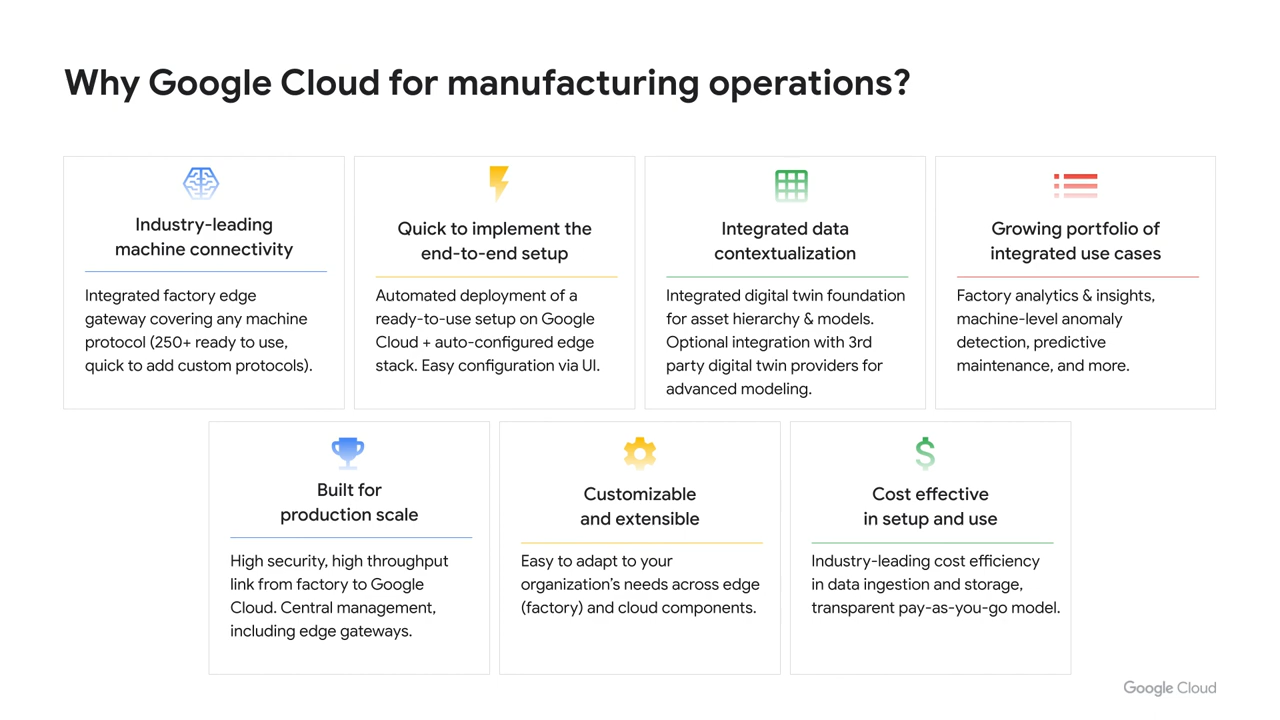 Why Google Cloud for manufacturing operations?
Industry-leading
machine connectivity
Integrated factory edge
gateway covering any machine
protocol (250+ ready to use,
quick to add custom protocols).
Quick to implement the
end-to-end setup
Automated deployment of a
ready-to-use setup on Google
Cloud + auto-configured edge
stack. Easy configuration via UI.
Integrated data
contextualization
Integrated digital twin foundation
for asset hierarchy & models.
Optional integration with 3rd
party digital twin providers for
advanced modeling.
Growing portfolio of
integrated use cases
Factory analytics & insights,
machine-level anomaly
detection, predictive
maintenance, and more.
Built for
production scale
High security, high throughput
link from factory to Google
Cloud. Central management,
including edge gateways.
Customizable
and extensible
Easy to adapt to your
organization’s needs across edge
(factory) and cloud components.
Cost effective
in setup and use
Industry-leading cost efficiency
in data ingestion and storage,
transparent pay-as-you-go model.
Google Cloud